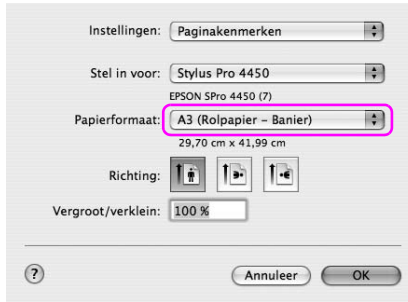 Instellingen: Paginakenmerken
Stel in voor: Stylus Pro 4450
EPSON SPro 4450 (7)
Papierformaat: A3 (Rolpapier – Banier)
29,70 cm x 41,99 cm
Richting:
Vergroot/verklein: 100 %
? Annuleer OK